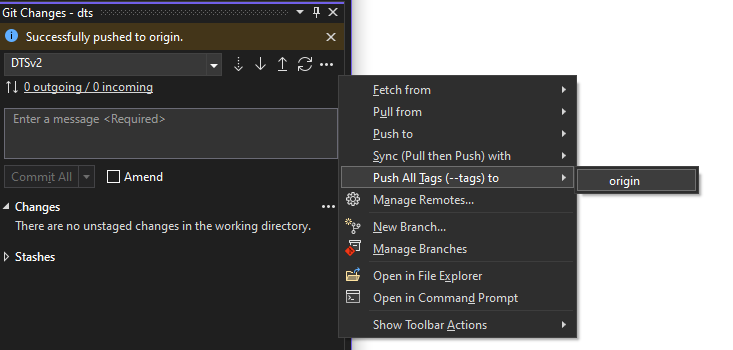 Git Changes - dts
Successfully pushed to origin.
DTSv2
0 outgoing / 0 incoming
Enter a message <Required>
Commit All
Amend
Changes
There are no unstaged changes in the working directory.
Stashes
Fetch from
Pull from
Push to
Sync (Pull then Push) with
Push All Tags (--tags) to
origin
Manage Remotes...
New Branch...
Manage Branches
Open in File Explorer
Open in Command Prompt
Show Toolbar Actions